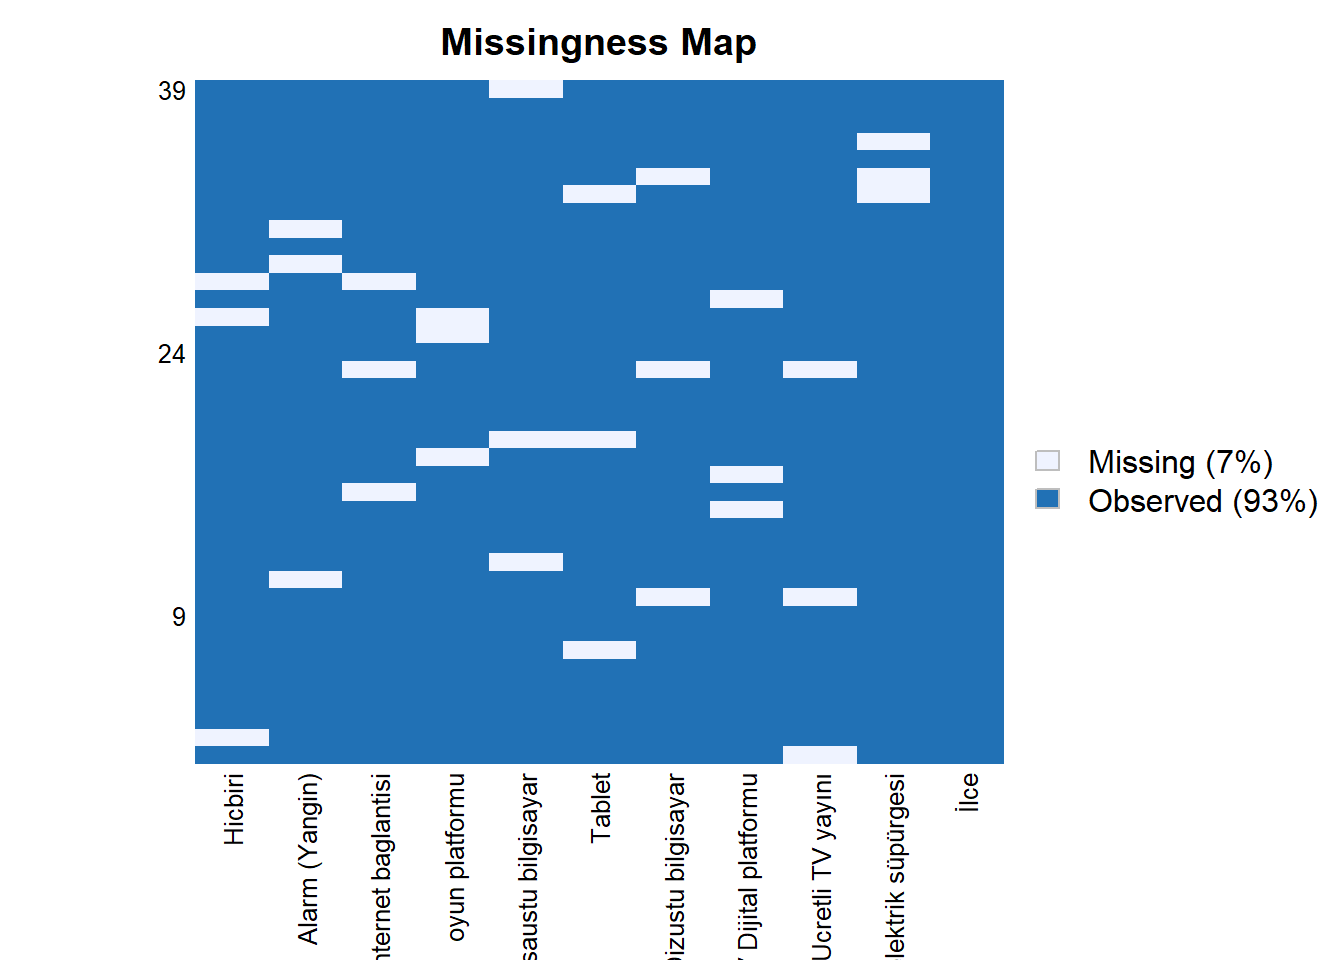 Missingness Map
39
24
9
Missing (7%)
Observed (93%)
Hicbiri
Alarm (Yangin)
nternet baglantisi
oyun platformu
saustu bilgisayar
Tablet
Dizustu bilgisayar
Dijital platformu
Ucretli TV yayını
lektrik süpürgesi
İlce